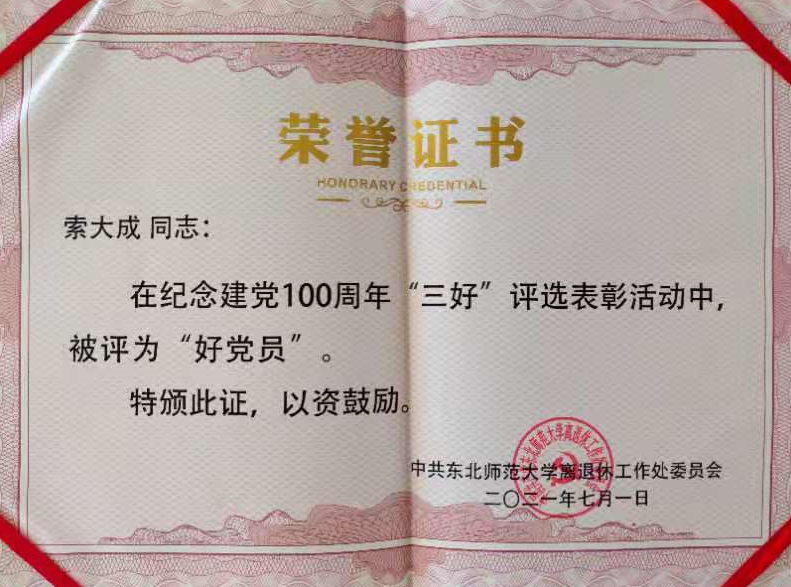 荣誉证书
HONORARY CREDENTIAL
索大成 同志：
在纪念建党100周年“三好”评选表彰活动中，
被评为“好党员”。
特颁此证，以资鼓励。
中共东北师范大学离退休工作处委员会
二〇二一年七月一日